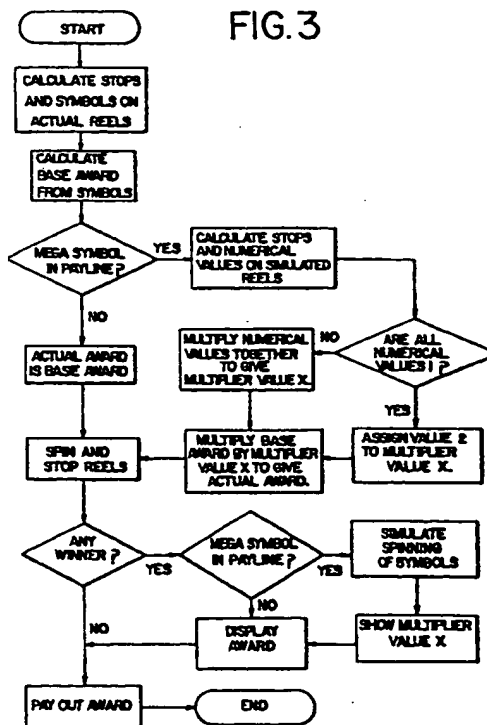 FIG. 3
START
CALCULATE STOPS
AND SYMBOLS ON
ACTUAL REELS
CALCULATE
BASE AWARD
FROM SYMBOLS
MEGA SYMBOL
IN PAYLINE?
YES
CALCULATE STOPS
AND NUMERICAL
VALUES ON SIMULATED
REELS
NO
ARE ALL
NUMERICAL
VALUES 1?
NO
MULTIPLY NUMERICAL
VALUES TOGETHER
TO GIVE
MULTIPLIER VALUE X.
ACTUAL AWARD
IS BASE AWARD
YES
ASSIGN VALUE 2
TO MULTIPLIER
VALUE X.
MULTIPLY BASE
AWARD BY MULTIPLIER
VALUE X TO GIVE
ACTUAL AWARD.
SPIN AND
STOP REELS
ANY
WINNER?
YES
MEGA SYMBOL
IN PAYLINE?
YES
SIMULATE
SPINNING
OF SYMBOLS
NO
NO
SHOW MULTIPLIER
VALUE X
DISPLAY
AWARD
PAY OUT AWARD
END